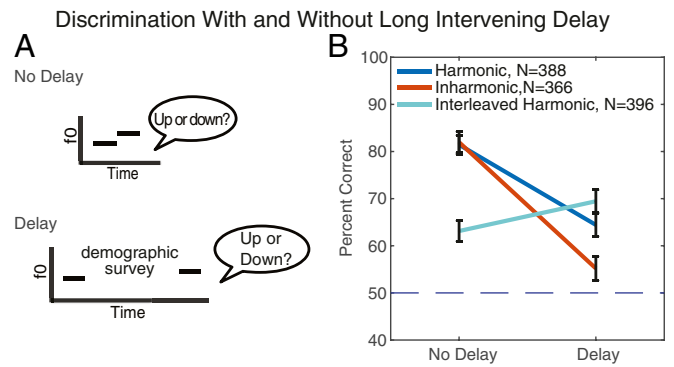 Discrimination With and Without Long Intervening Delay
A
No Delay
f0
Up or down?
Time
Delay
f0
demographic
survey
Up or
Down?
Time
B
100
90
80
70
60
50
40
Percent Correct
Harmonic, N=388
Inharmonic,N=366
Interleaved Harmonic, N=396
No Delay
Delay